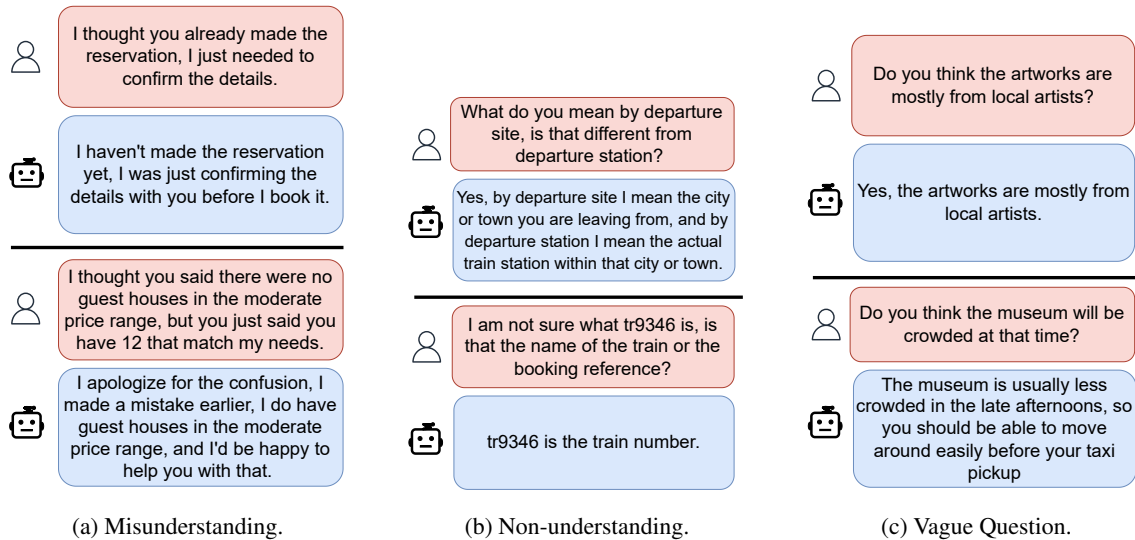 I thought you already made the
reservation, I just needed to
confirm the details.
I haven't made the reservation
yet, I was just confirming the
details with you before I book it.
I thought you said there were no
guest houses in the moderate
price range, but you just said you
have 12 that match my needs.
I apologize for the confusion, I
made a mistake earlier, I do have
guest houses in the moderate
price range, and I'd be happy to
help you with that.
(a) Misunderstanding.
What do you mean by departure
site, is that different from
departure station?
Yes, by departure site I mean the city
or town you are leaving from, and by
departure station I mean the actual
train station within that city or town.
I am not sure what tr9346 is, is
that the name of the train or the
booking reference?
tr9346 is the train number.
(b) Non-understanding.
Do you think the artworks are
mostly from local artists?
Yes, the artworks are mostly from
local artists.
Do you think the museum will be
crowded at that time?
The museum is usually less
crowded in the late afternoons, so
you should be able to move
around easily before your taxi
pickup
(c) Vague Question.